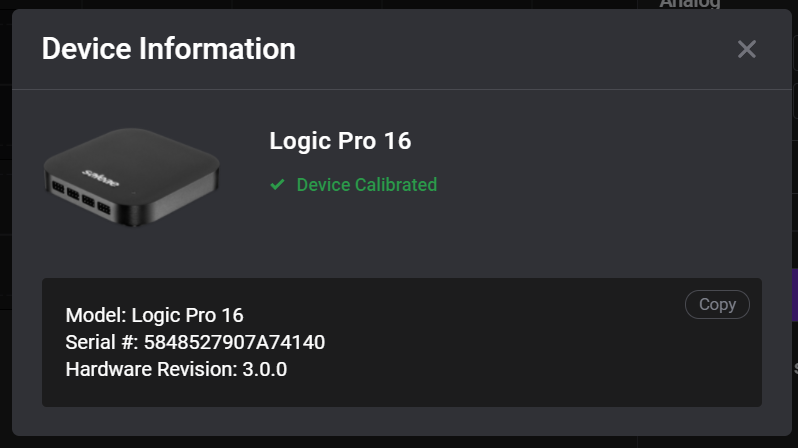 Analog
Device Information
Logic Pro 16
saleae
Device Calibrated
Copy
Model: Logic Pro 16
Serial #: 5848527907A74140
Hardware Revision: 3.0.0